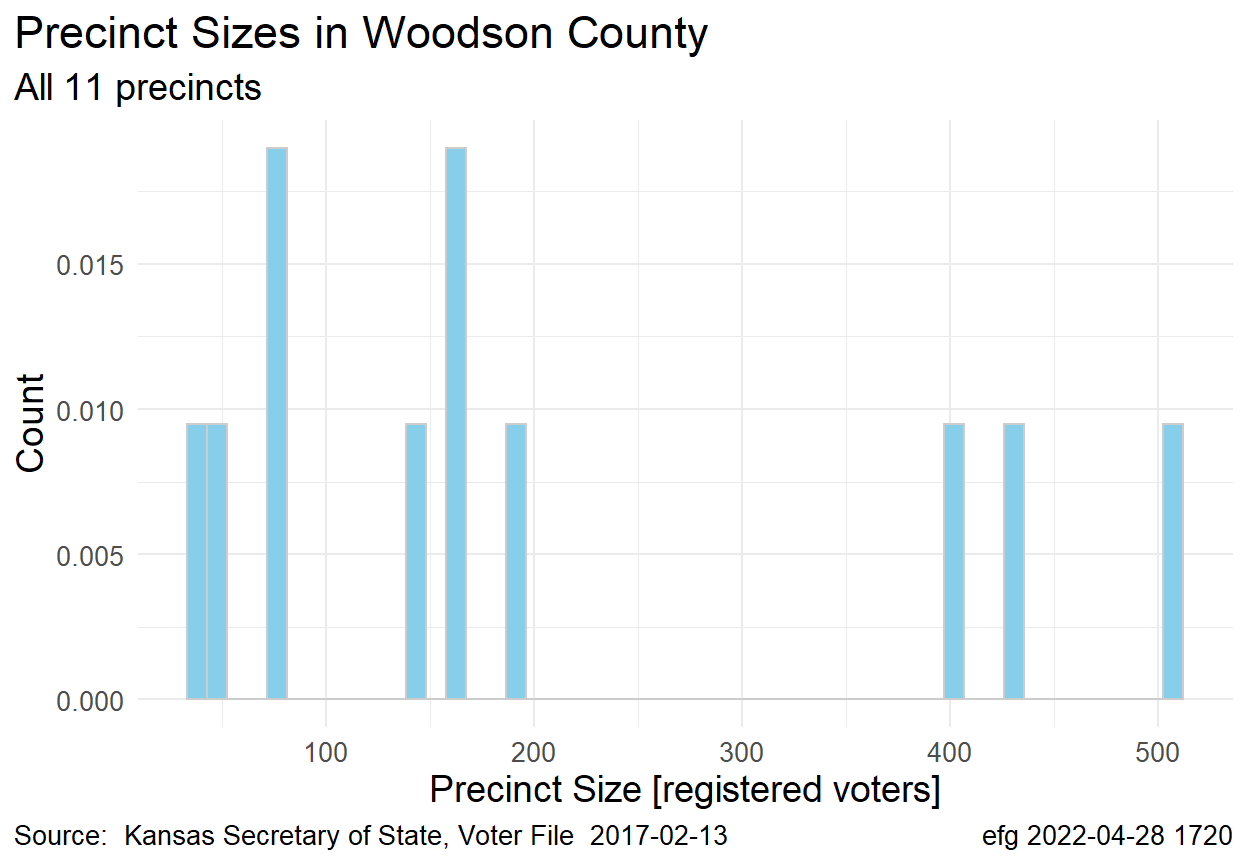 Precinct Sizes in Woodson County
All 11 precincts
Count
0.015
0.010
0.005
0.000
100 200 300 400 500
Precinct Size [registered voters]
Source:  Kansas Secretary of State, Voter File  2017-02-13
efg 2022-04-28 1720